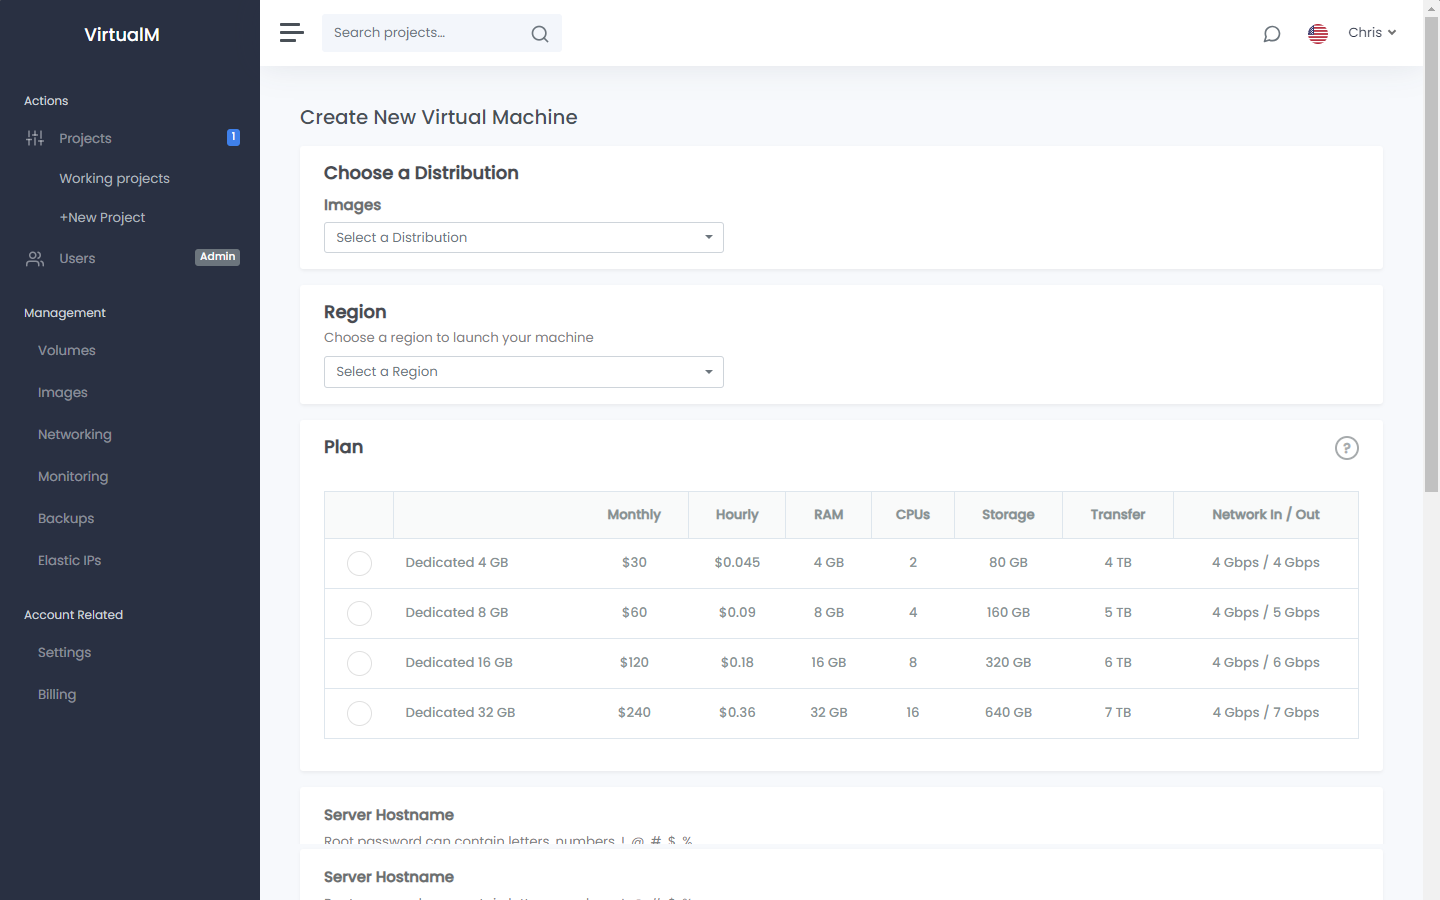 VirtualM
Search projects...
Chris
Actions
Projects
1
Working projects
+New Project
Users
Admin
Management
Volumes
Images
Networking
Monitoring
Backups
Elastic IPs
Account Related
Settings
Billing
Create New Virtual Machine
Choose a Distribution
Images
Select a Distribution
Region
Choose a region to launch your machine
Select a Region
Plan
?
Monthly Hourly RAM CPUs Storage Transfer Network In / Out
Dedicated 4 GB $30 $0.045 4 GB 2 80 GB 4 TB 4 Gbps / 4 Gbps
Dedicated 8 GB $60 $0.09 8 GB 4 160 GB 5 TB 4 Gbps / 5 Gbps
Dedicated 16 GB $120 $0.18 16 GB 8 320 GB 6 TB 4 Gbps / 6 Gbps
Dedicated 32 GB $240 $0.36 32 GB 16 640 GB 7 TB 4 Gbps / 7 Gbps
Server Hostname
Root password can contain letters, numbers, !, @, #, $, %
Server Hostname